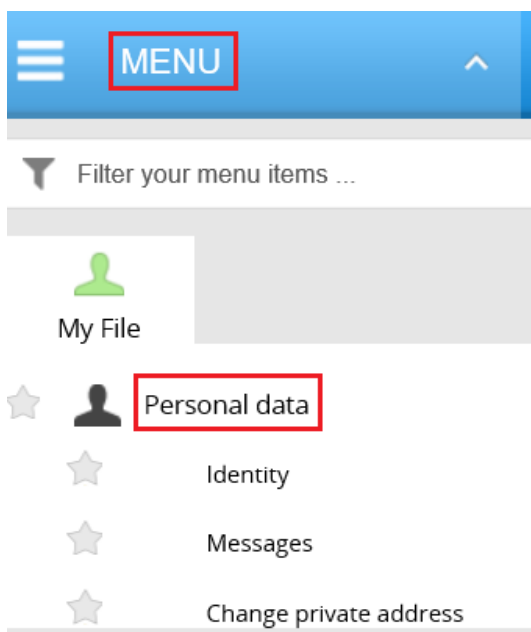 MENU
Filter your menu items ...
My File
Personal data
Identity
Messages
Change private address